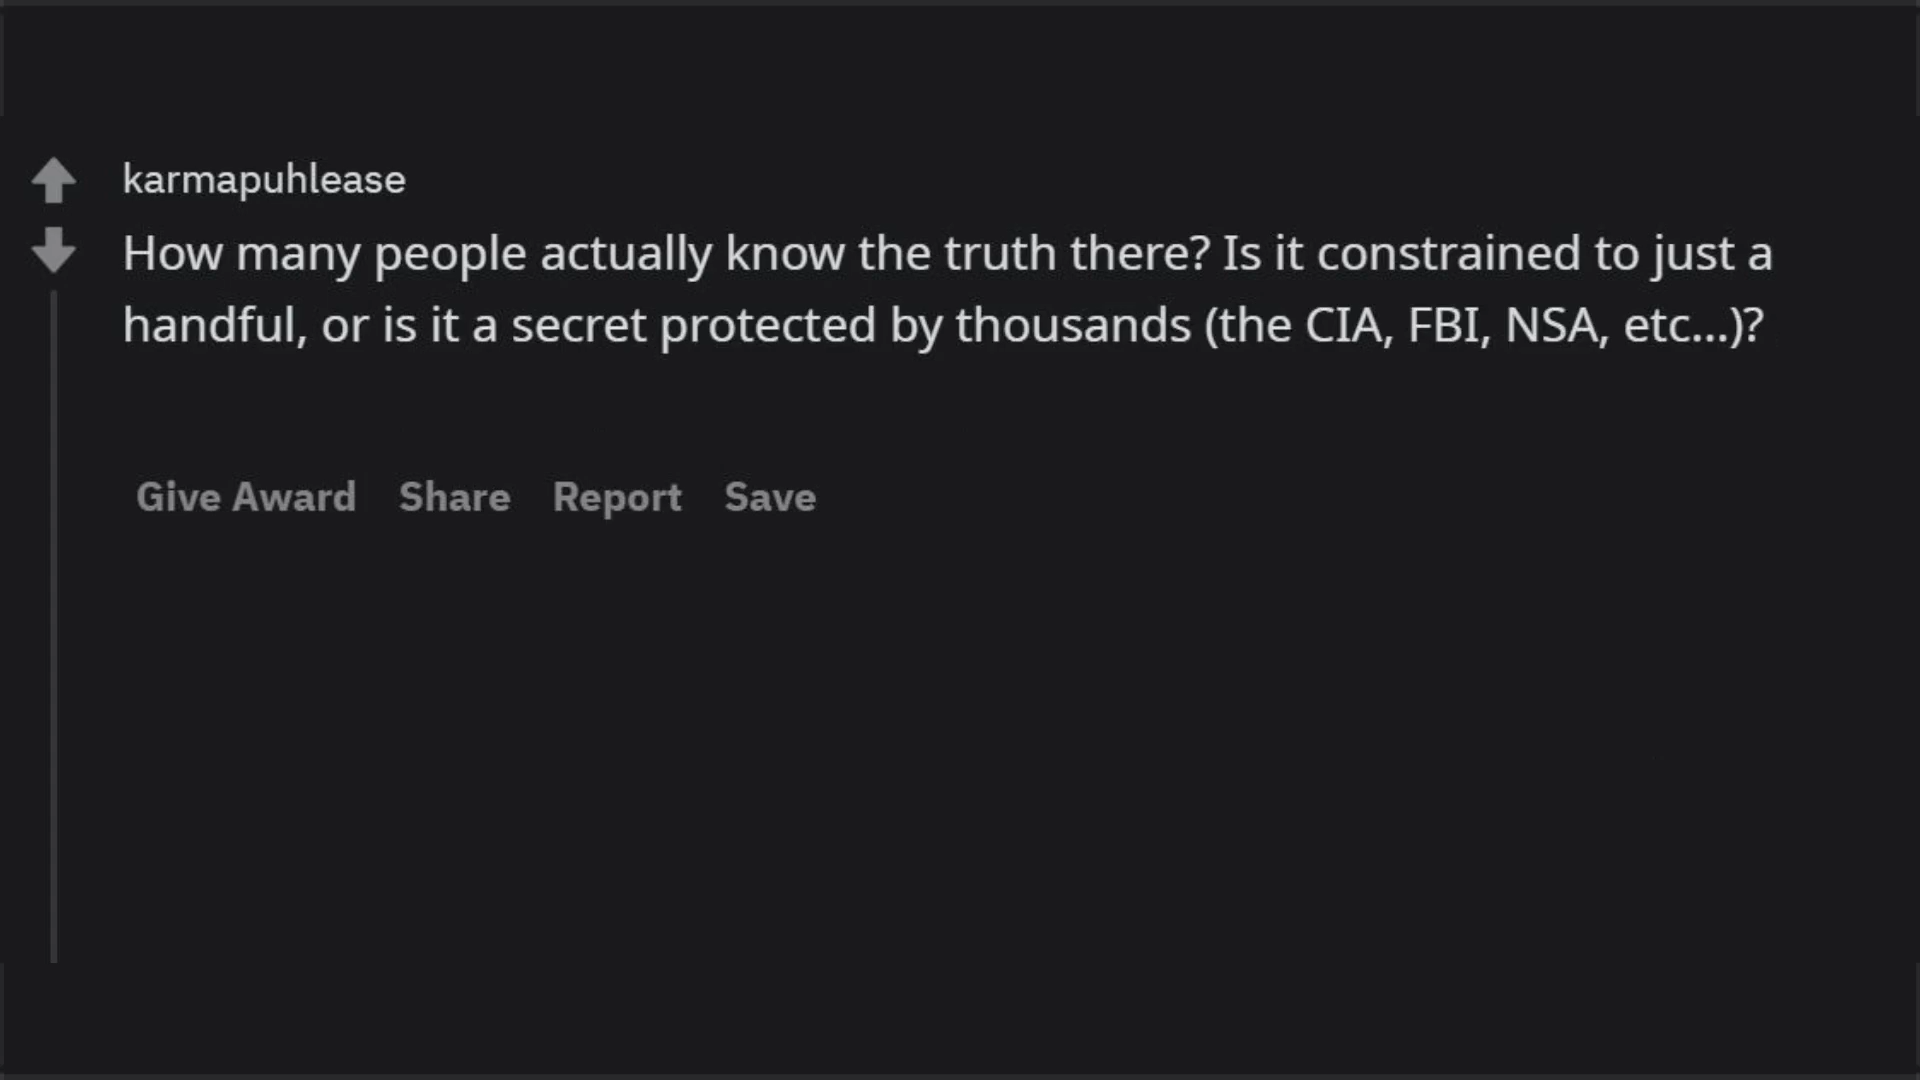 karmapuhlease
How many people actually know the truth there? Is it constrained to just a
handful, or is it a secret protected by thousands (the CIA, FBI, NSA, etc...)?
Give Award Share Report Save